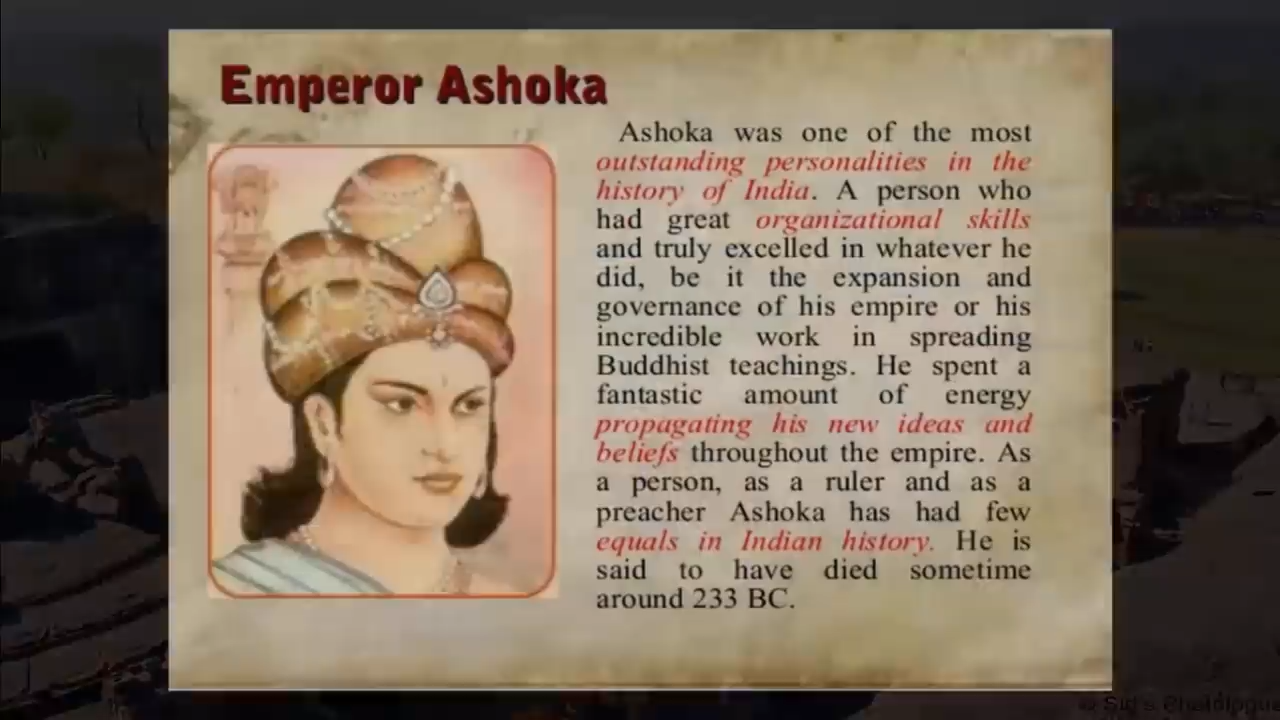 Emperor Ashoka
Ashoka was one of the most
outstanding personalities in the
history of India. A person who
had great organizational skills
and truly excelled in whatever he
did, be it the expansion and
governance of his empire or his
incredible work in spreading
Buddhist teachings. He spent a
fantastic amount of energy
propagating his new ideas and
beliefs throughout the empire. As
a person, as a ruler and as a
preacher Ashoka has had few
equals in Indian history. He is
said to have died sometime
around 233 BC.